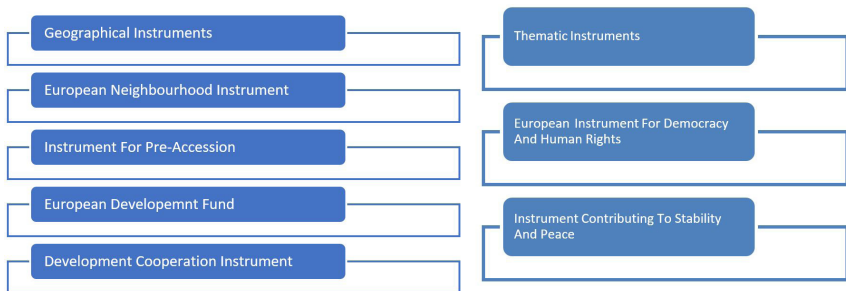 Geographical Instruments
European Neighbourhood Instrument
Instrument For Pre-Accession
European Developemnt Fund
Development Cooperation Instrument
Thematic Instruments
European Instrument For Democracy
And Human Rights
Instrument Contributing To Stability
And Peace